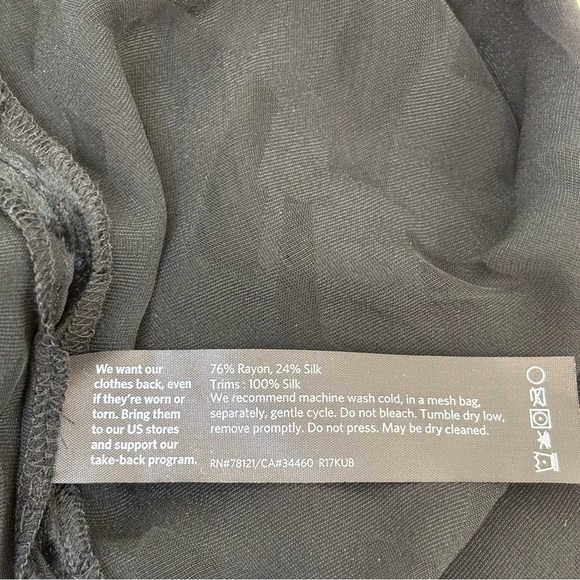 We want our
clothes back, even
if they're worn or
torn. Bring them
to our US stores
and support our
take-back program.
76% Rayon, 24% Silk
Trims : 100% Silk
We recommend machine wash cold, in a mesh bag,
separately, gentle cycle. Do not bleach. Tumble dry low,
remove promptly. Do not press. May be dry cleaned.
RN#78121/CA#34460 R17KUB